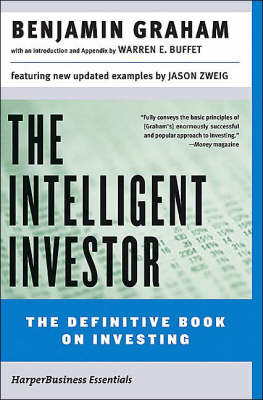 BENJAMIN GRAHAM
with an introduction and Appendix by WARREN E. BUFFET
featuring new updated examples by JASON ZWEIG
"Fully conveys the basic principles of
[Graham's] enormously successful
and popular approach to investing."
—Money magazine
THE
INTELLIGENT
INVESTOR
THE DEFINITIVE BOOK
ON INVESTING
HarperBusiness Essentials